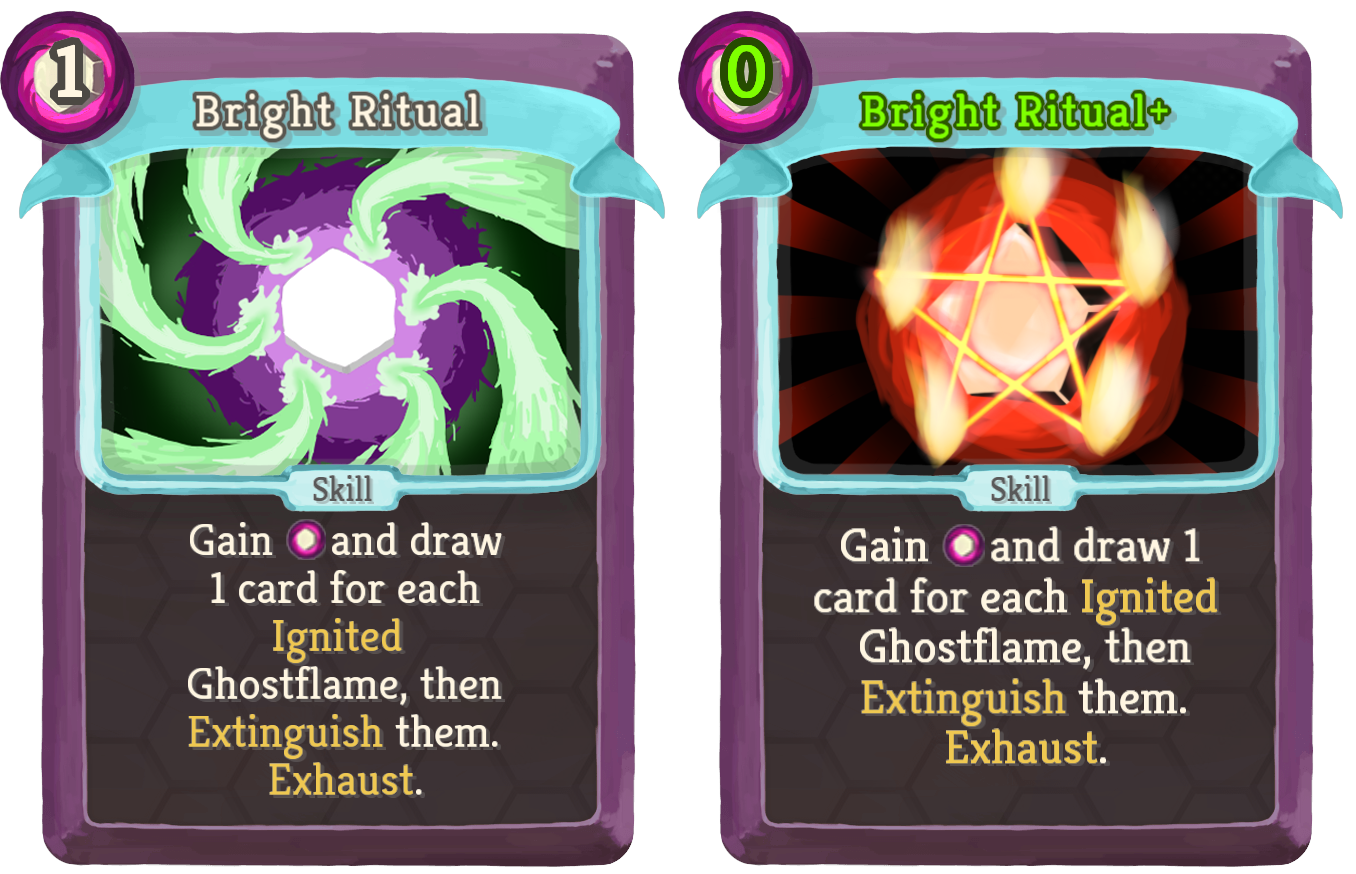 1
Bright Ritual
Skill
Gain and draw
1 card for each
Ignited
Ghostflame, then
Extinguish them.
Exhaust.
0
Bright Ritual+
Skill
Gain and draw 1
card for each Ignited
Ghostflame, then
Extinguish them.
Exhaust.